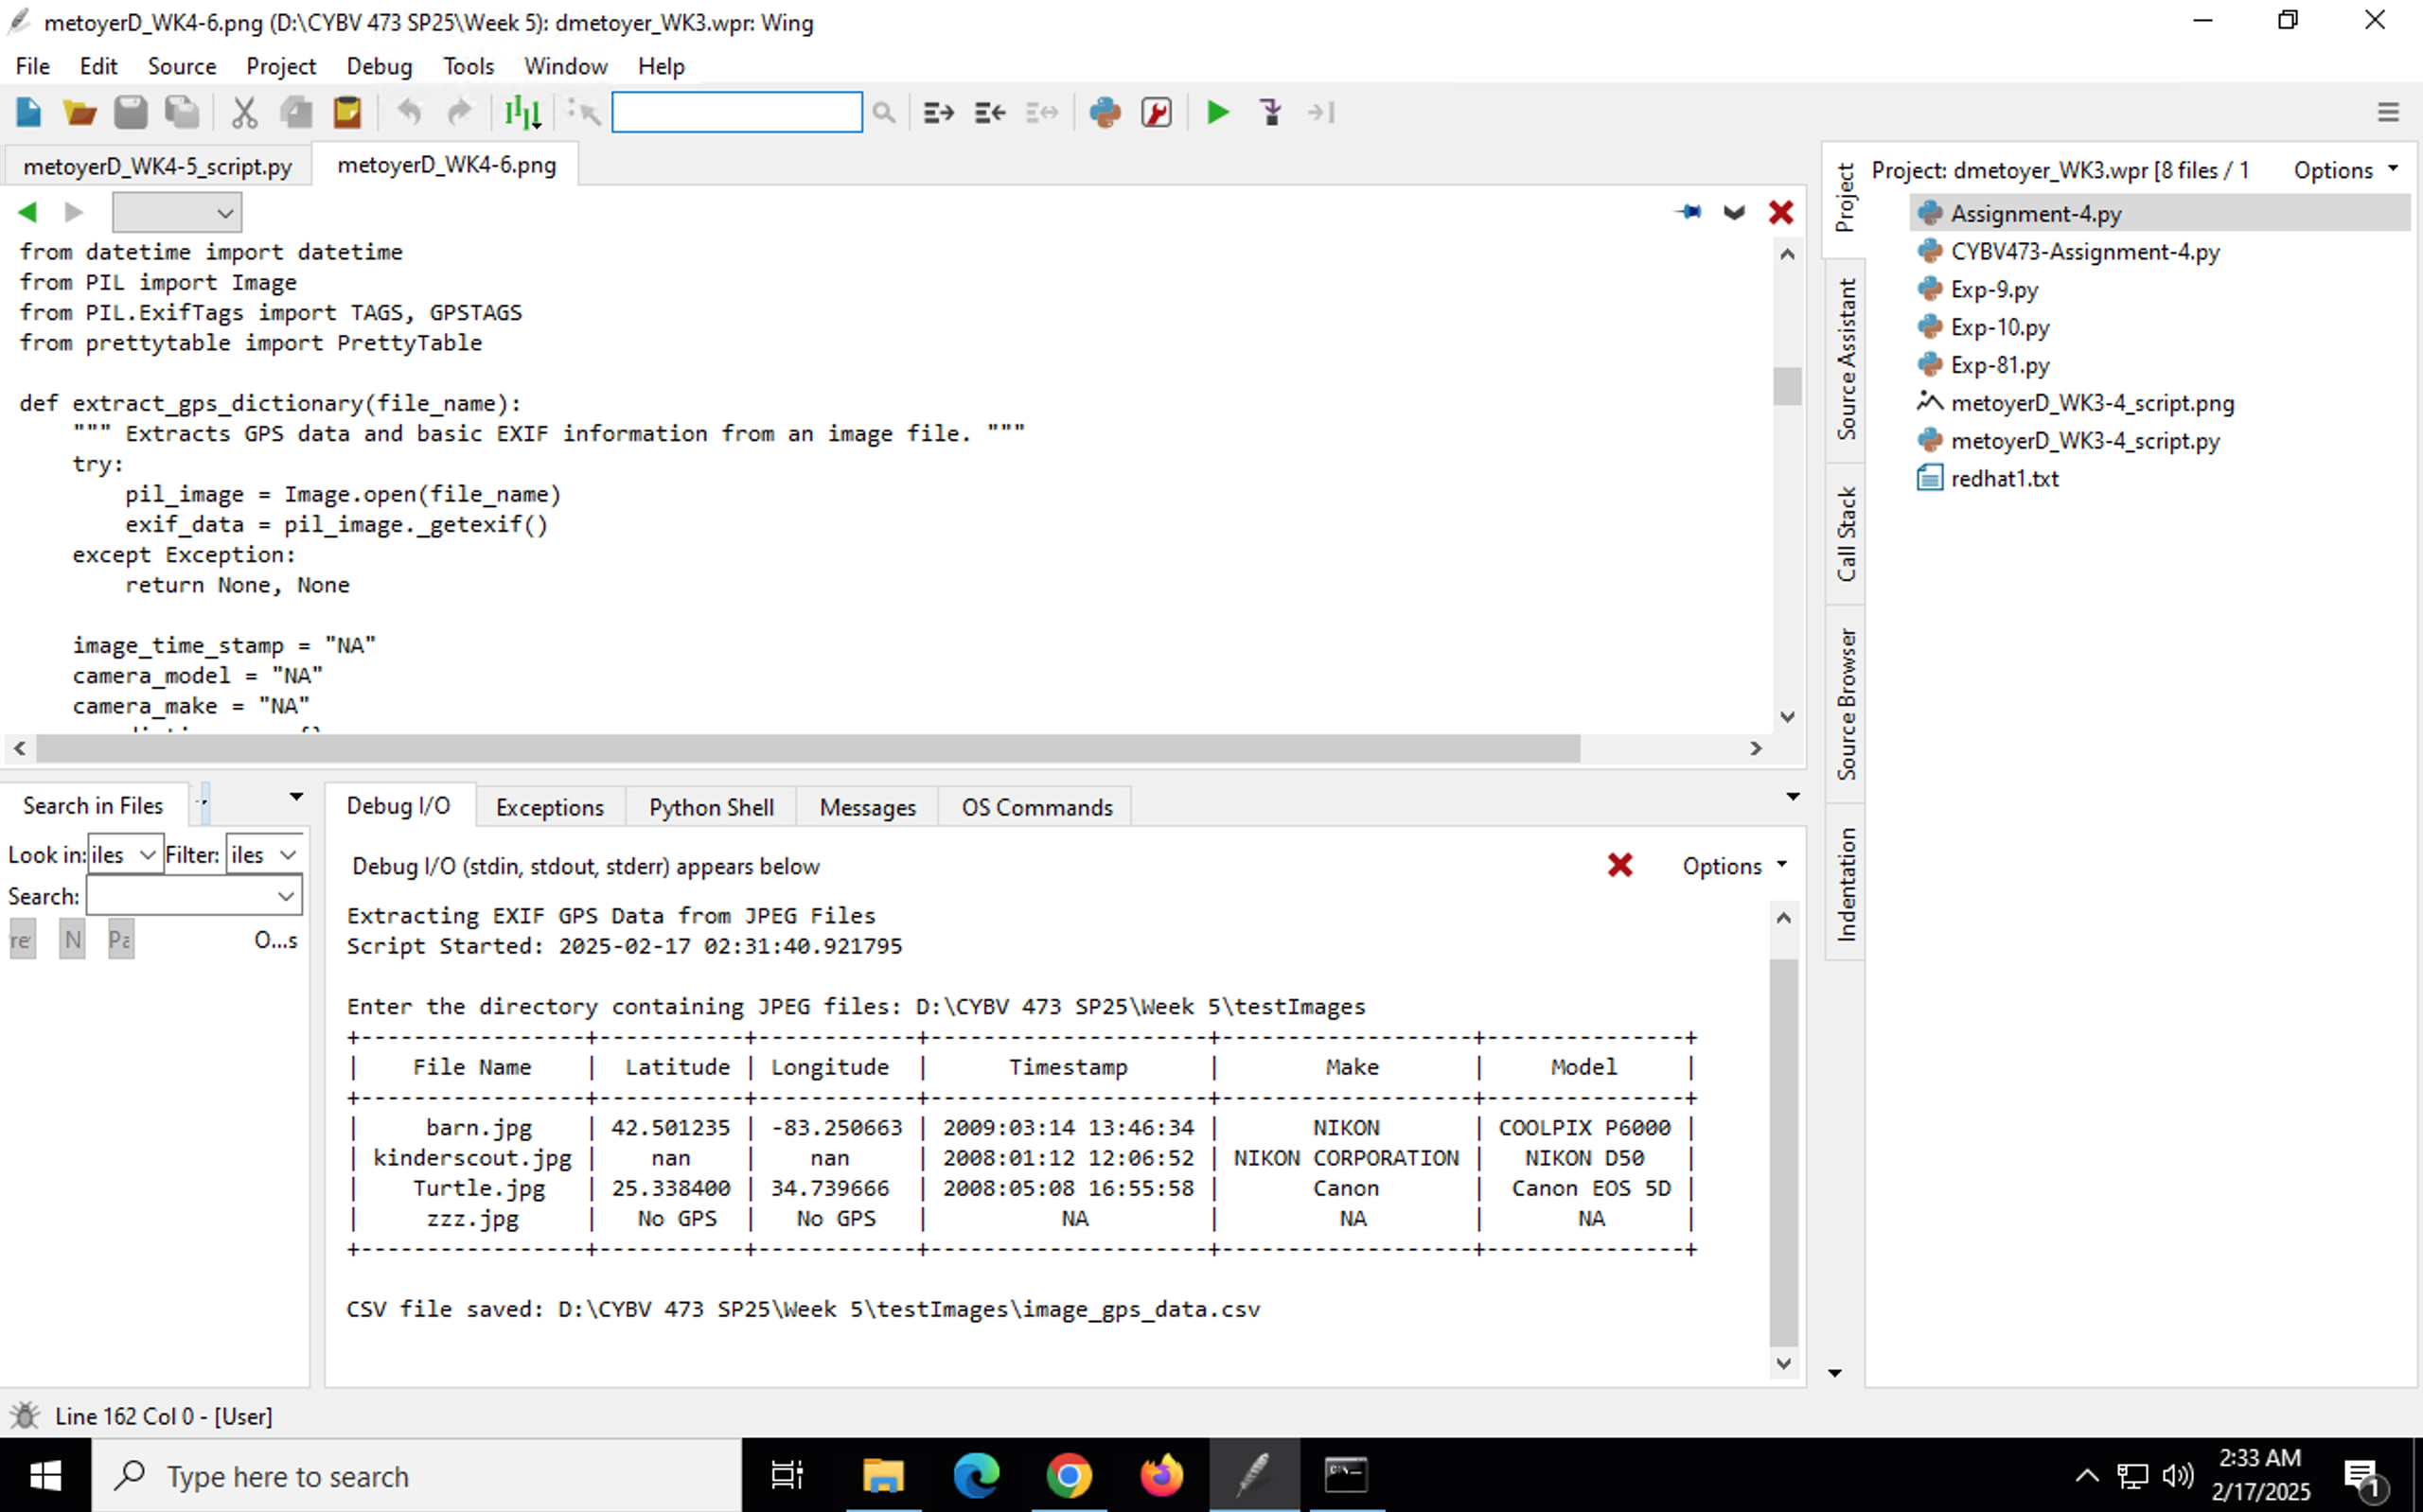 metoyerD_WK4-6.png (D:\CYBV 473 SP25\Week 5): dmetoyer_WK3.wpr: Wing
File Edit Source Project Debug Tools Window Help
metoyerD_WK4-5_script.py metoyerD_WK4-6.png
from datetime import datetime
from PIL import Image
from PIL.ExifTags import TAGS, GPSTAGS
from prettytable import PrettyTable
def extract_gps_dictionary(file_name):
    """ Extracts GPS data and basic EXIF information from an image file. """
    try:
        pil_image = Image.open(file_name)
        exif_data = pil_image._getexif()
    except Exception:
        return None, None
    image_time_stamp = "NA"
    camera_model = "NA"
    camera_make = "NA"
Project
Source Assistant
Call Stack
Source Browser
Indentation
Project: dmetoyer_WK3.wpr [8 files / 1 Options
Assignment-4.py
CYBV473-Assignment-4.py
Exp-9.py
Exp-10.py
Exp-81.py
metoyerD_WK3-4_script.png
metoyerD_WK3-4_script.py
redhat1.txt
Search in Files
Look in: iles Filter: iles
Search:
re N Pa O...s
Debug I/O Exceptions Python Shell Messages OS Commands
Debug I/O (stdin, stdout, stderr) appears below Options
Extracting EXIF GPS Data from JPEG Files
Script Started: 2025-02-17 02:31:40.921795
Enter the directory containing JPEG files: D:\CYBV 473 SP25\Week 5\testImages
+-----------------+-----------+------------+---------------------+-------------------+---------------+
|    File Name    |  Latitude | Longitude  |      Timestamp      |        Make       |     Model     |
+-----------------+-----------+------------+---------------------+-------------------+---------------+
|     barn.jpg    | 42.501235 | -83.250663 | 2009:03:14 13:46:34 |       NIKON       | COOLPIX P6000 |
| kinderscout.jpg |    nan    |    nan     | 2008:01:12 12:06:52 | NIKON CORPORATION |   NIKON D50   |
|    Turtle.jpg   | 25.338400 | 34.739666  | 2008:05:08 16:55:58 |       Canon       |  Canon EOS 5D |
|     zzz.jpg     |   No GPS  |   No GPS   |          NA         |         NA        |       NA      |
+-----------------+-----------+------------+---------------------+-------------------+---------------+
CSV file saved: D:\CYBV 473 SP25\Week 5\testImages\image_gps_data.csv
Line 162 Col 0 - [User]
Type here to search
2:33 AM
2/17/2025
1